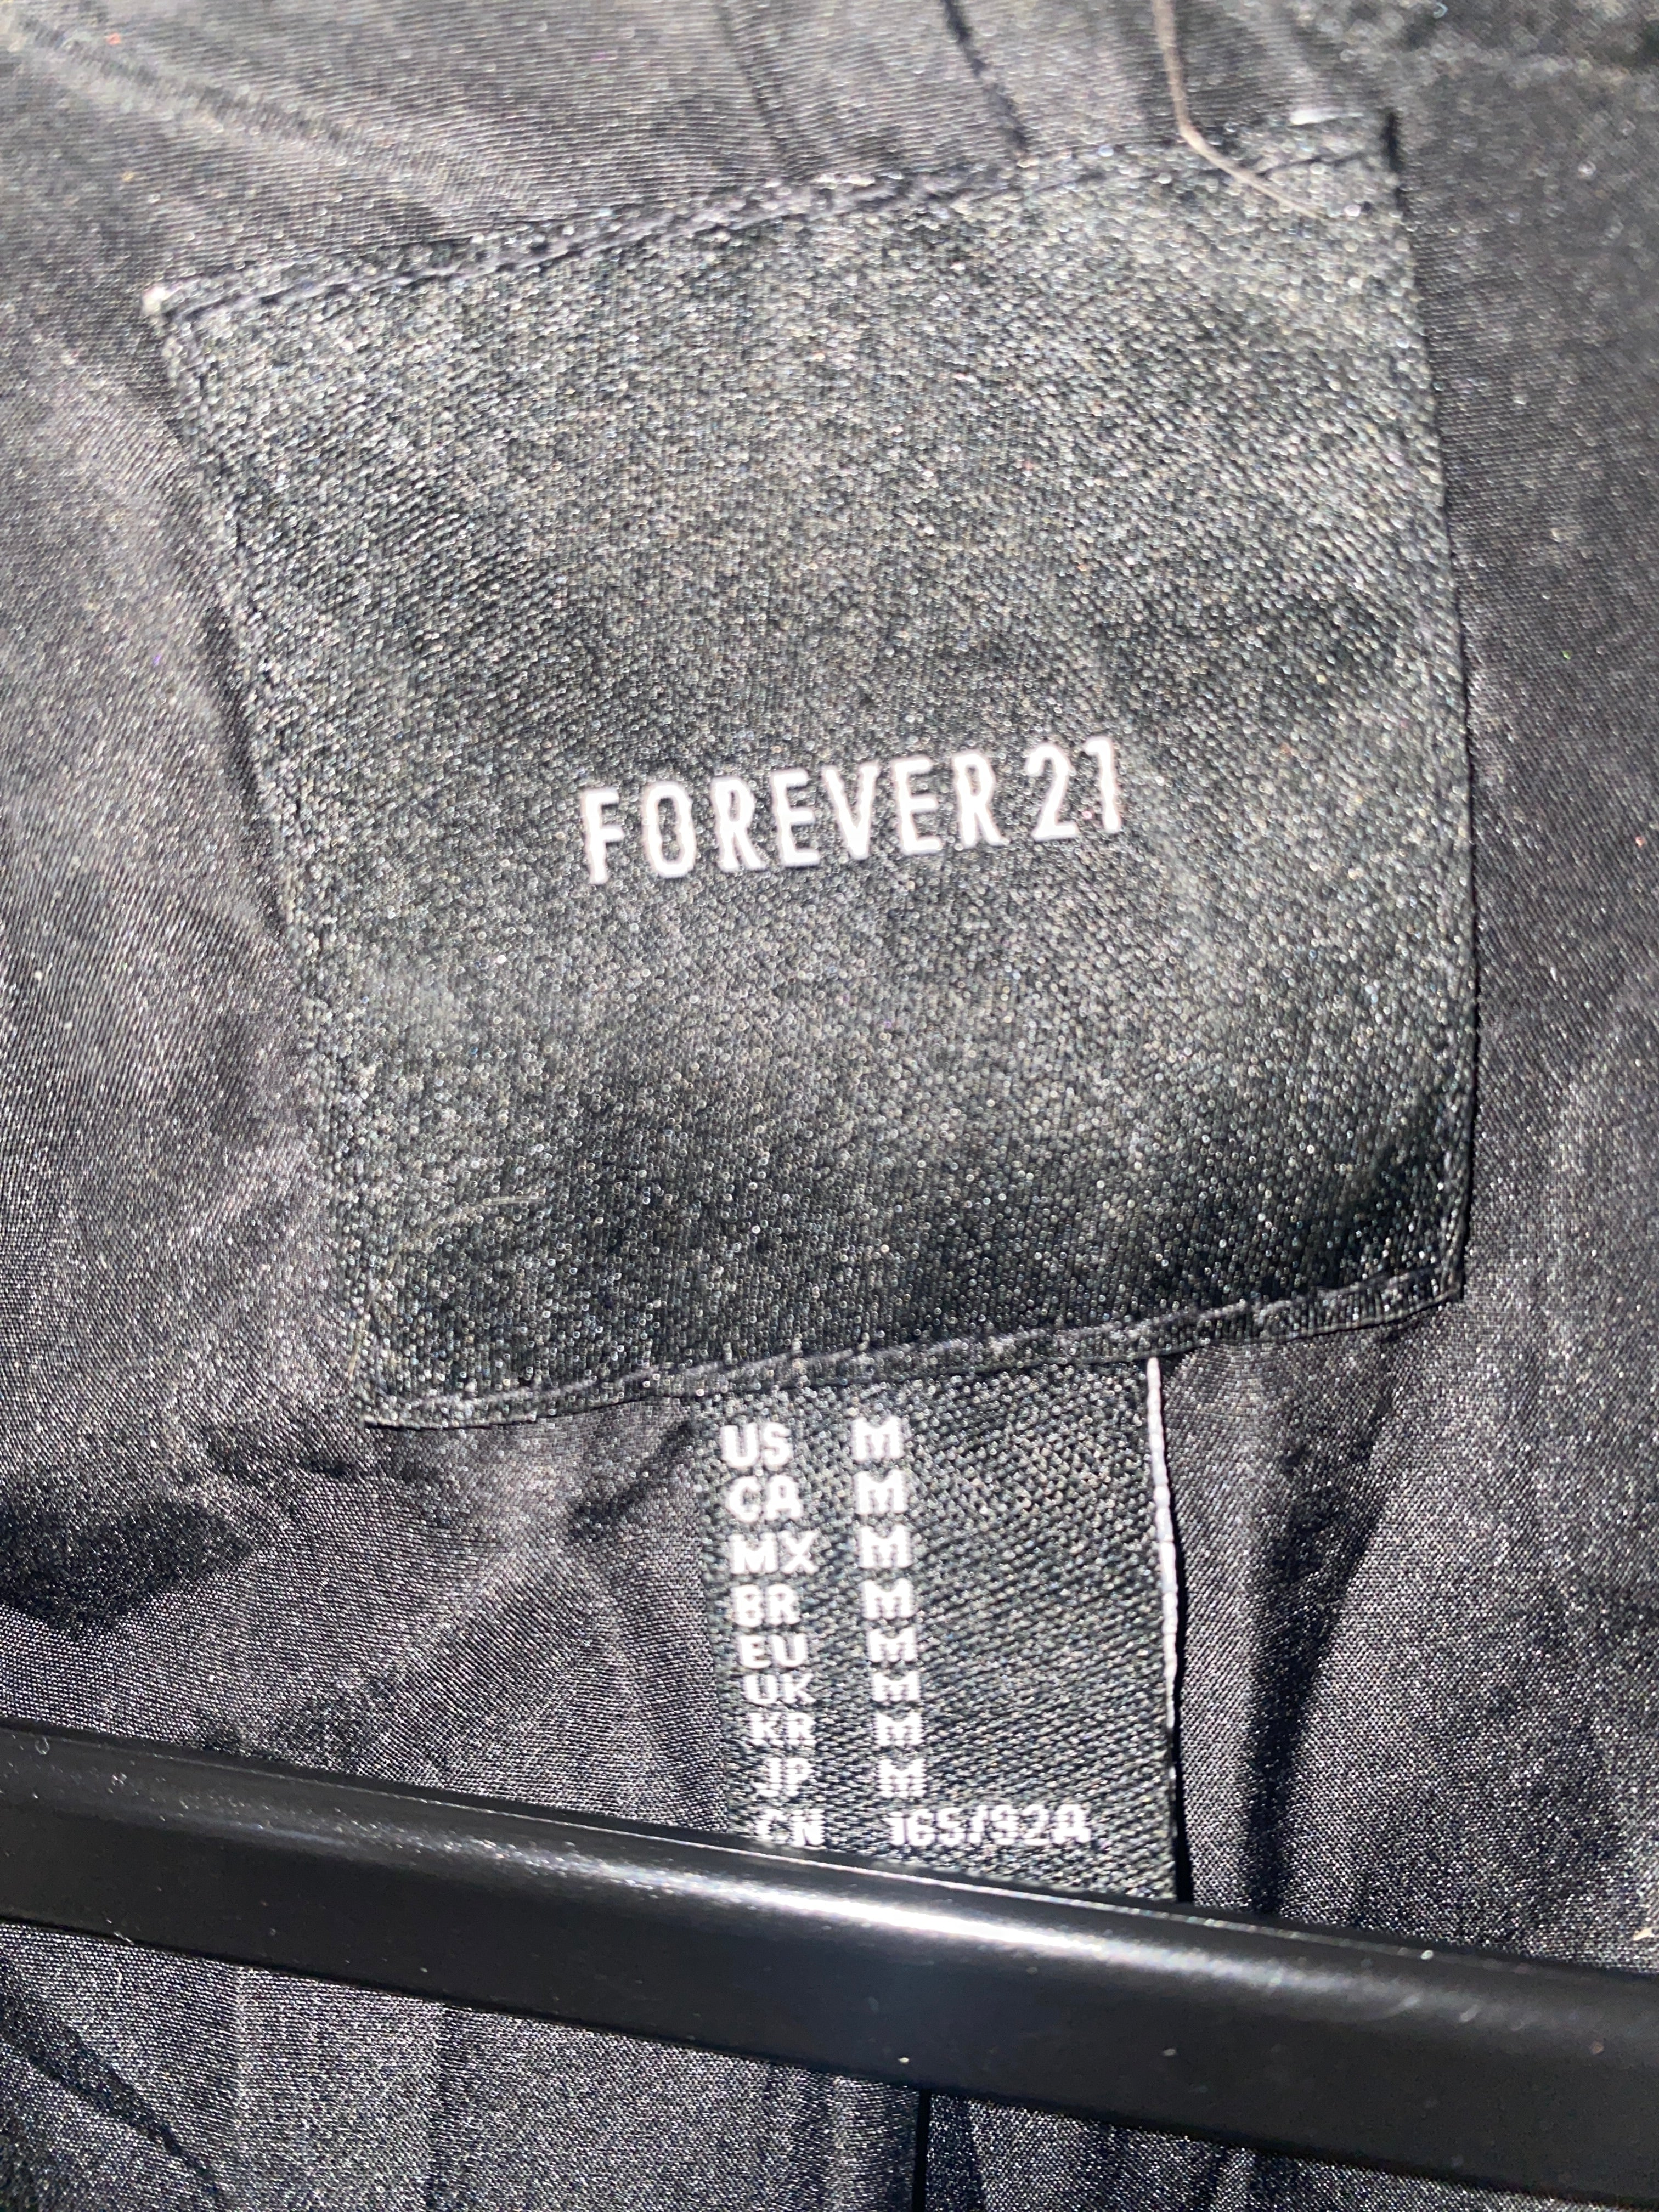 FOREVER 21
US M
CA M
MX M
BR M
EU M
UK M
KR M
JP M
CN 165/92A